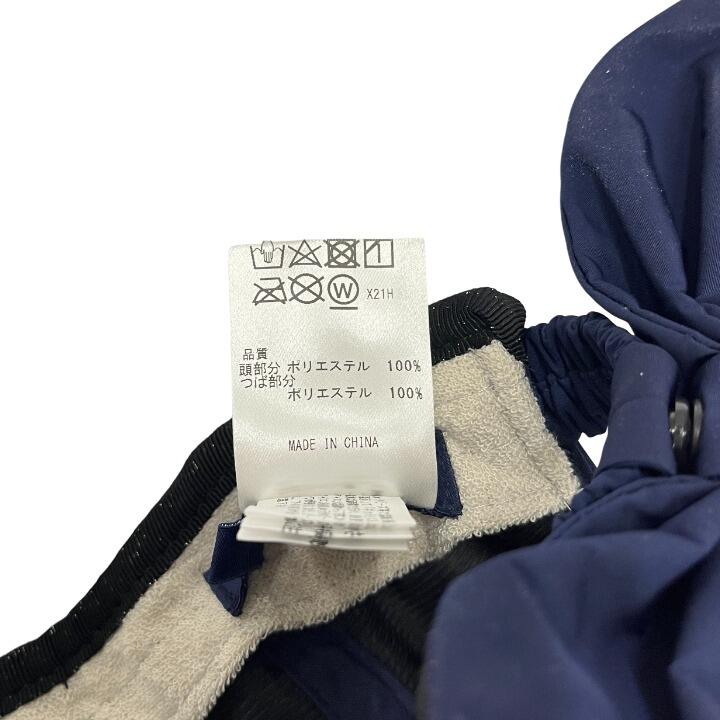 W X21H
品質
頭部分 ポリエステル 100%
つば部分
ポリエステル 100%
MADE IN CHINA